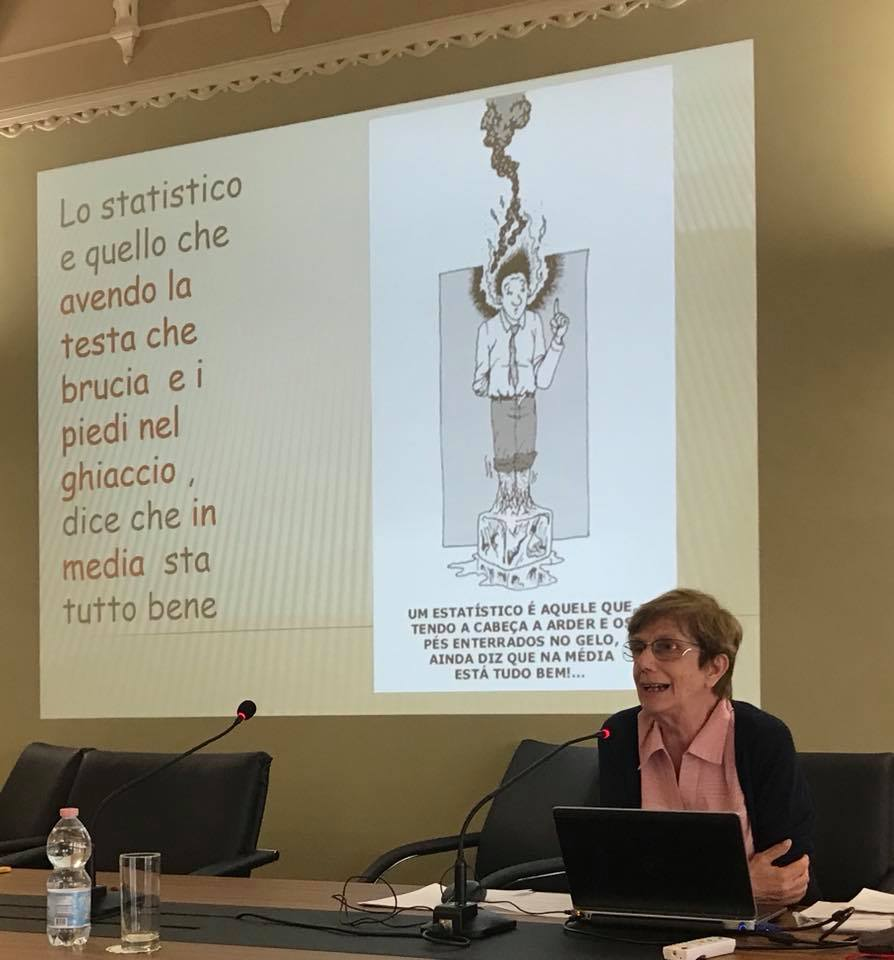 Lo statistico
e quello che
avendo la
testa che
brucia e i
piedi nel
ghiaccio ,
dice che in
media sta
tutto bene
UM ESTATÍSTICO É AQUELE QUE,
TENDO A CABEÇA A ARDER E OS
PÉS ENTERRADOS NO GELO,
AINDA DIZ QUE NA MÉDIA
ESTÁ TUDO BEM!...